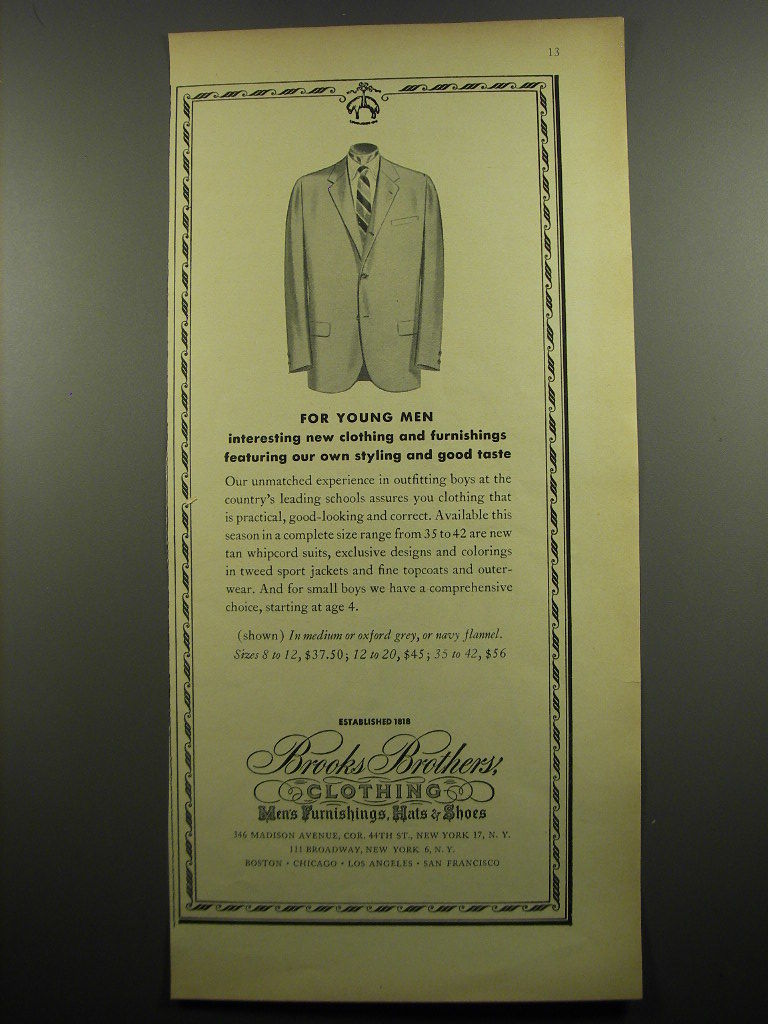 13
FOR YOUNG MEN
interesting new clothing and furnishings
featuring our own styling and good taste
Our unmatched experience in outfitting boys at the
country's leading schools assures you clothing that
is practical, good-looking and correct. Available this
season in a complete size range from 35 to 42 are new
tan whipcord suits, exclusive designs and colorings
in tweed sport jackets and fine topcoats and outer-
wear. And for small boys we have a comprehensive
choice, starting at age 4.
(shown) In medium or oxford grey, or navy flannel.
Sizes 8 to 12, $37.50; 12 to 20, $45; 35 to 42, $56
ESTABLISHED 1818
Brooks Brothers,
CLOTHING
Men's Furnishings, Hats & Shoes
346 MADISON AVENUE, COR. 44TH ST., NEW YORK 17, N. Y.
111 BROADWAY, NEW YORK 6, N. Y.
BOSTON • CHICAGO • LOS ANGELES • SAN FRANCISCO